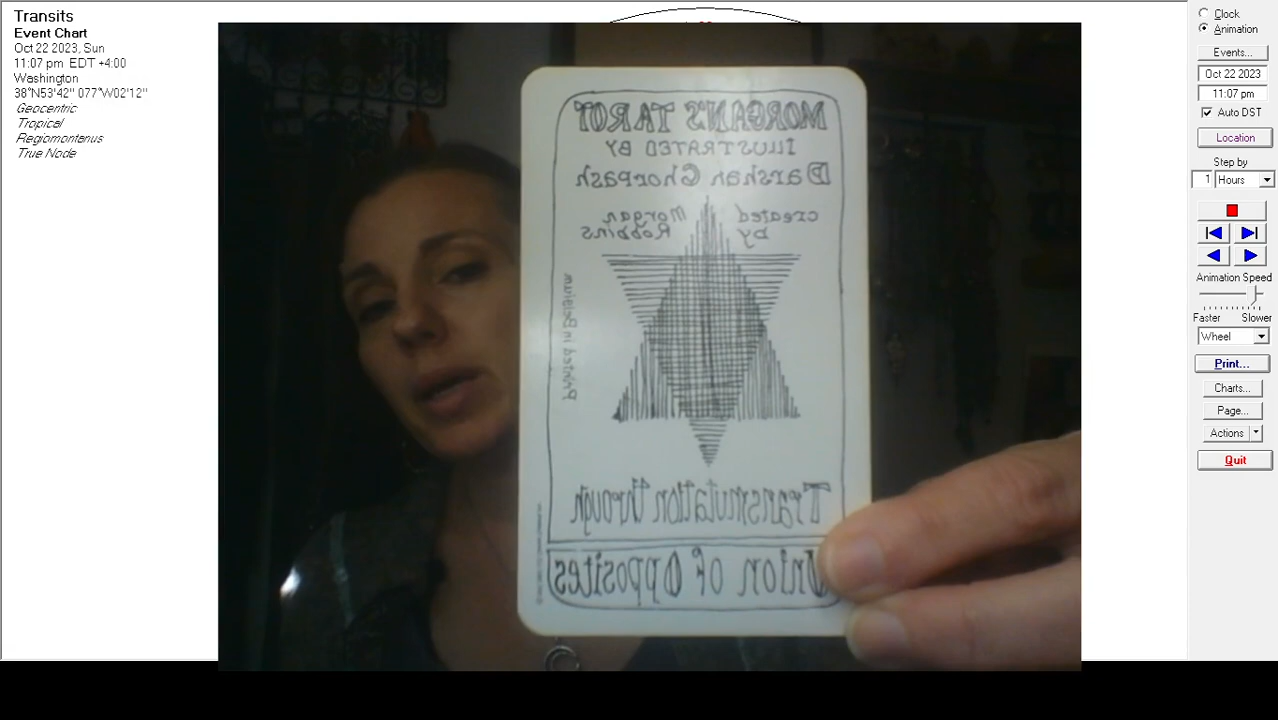 Transits
Event Chart
Oct 22 2023, Sun
11:07 pm EDT +4:00
Washington
38°N53'42" 077°W02'12"
Geocentric
Tropical
Regiomontanus
True Node
MORGAN'S TAROT
ILLUSTRATED BY
Darshan Chorpash
created Morgan
by Robbins
Printed in Belgium
Transmutation through
Union of Opposites
Clock
Animation
Events...
Oct 22 2023
11:07 pm
Auto DST
Location
Step by
1 Hours
Animation Speed
Faster Slower
Wheel
Print...
Charts...
Page...
Actions
Quit